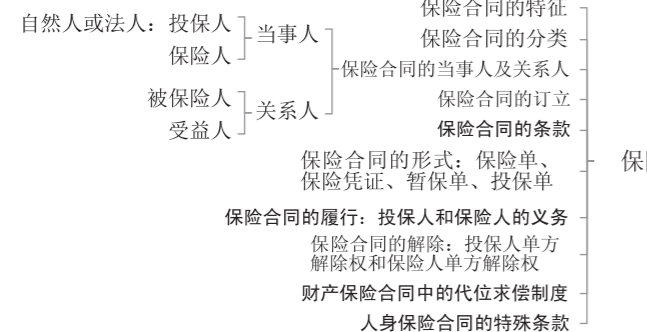 保险合同的特征
自然人或法人：投保人
当事人
保险合同的分类
保险人
保险合同的当事人及关系人
被保险人
关系人
保险合同的订立
受益人
保险合同的条款
保险合同的形式：保险单、
保险凭证、暂保单、投保单
保险合同的履行：投保人和保险人的义务
保险合同的解除：投保人单方
解除权和保险人单方解除权
财产保险合同中的代位求偿制度
人身保险合同的特殊条款
保